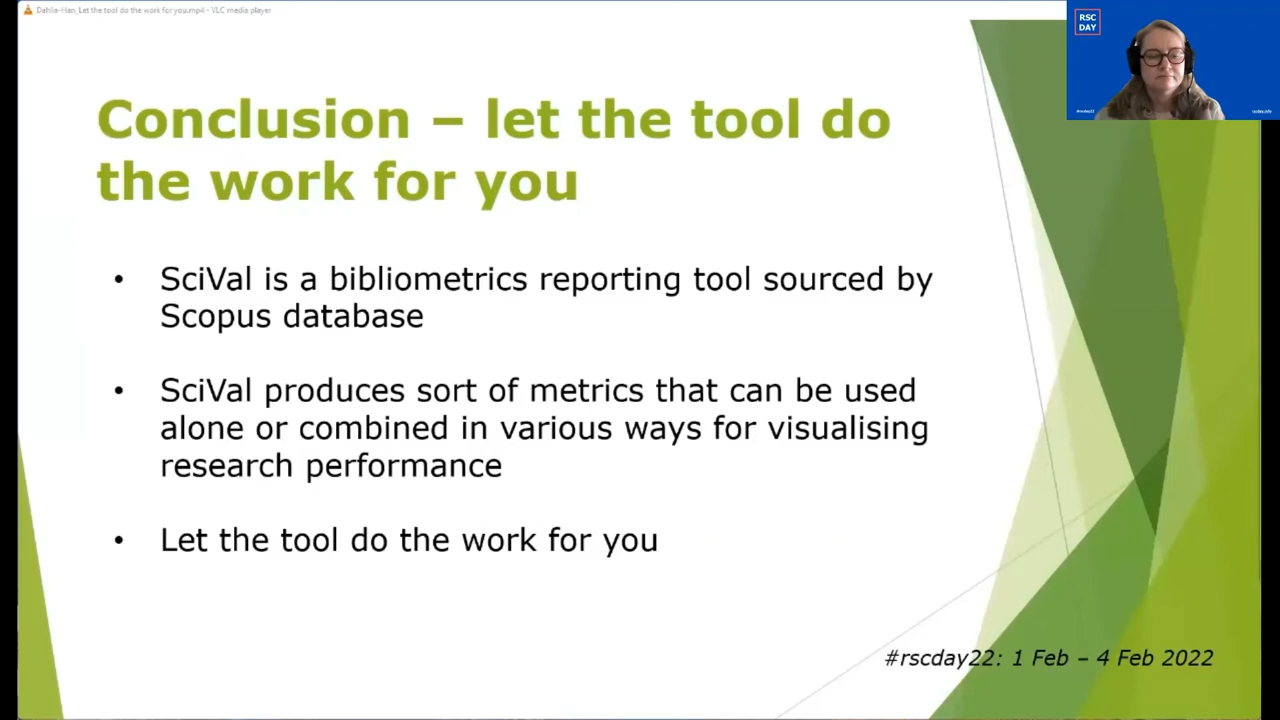 Dahlia-Han_Let the tool do the work for you.mp4 - VLC media player
RSC
DAY
Conclusion – let the tool do
the work for you
• SciVal is a bibliometrics reporting tool sourced by
Scopus database
• SciVal produces sort of metrics that can be used
alone or combined in various ways for visualising
research performance
• Let the tool do the work for you
#rscday22: 1 Feb – 4 Feb 2022